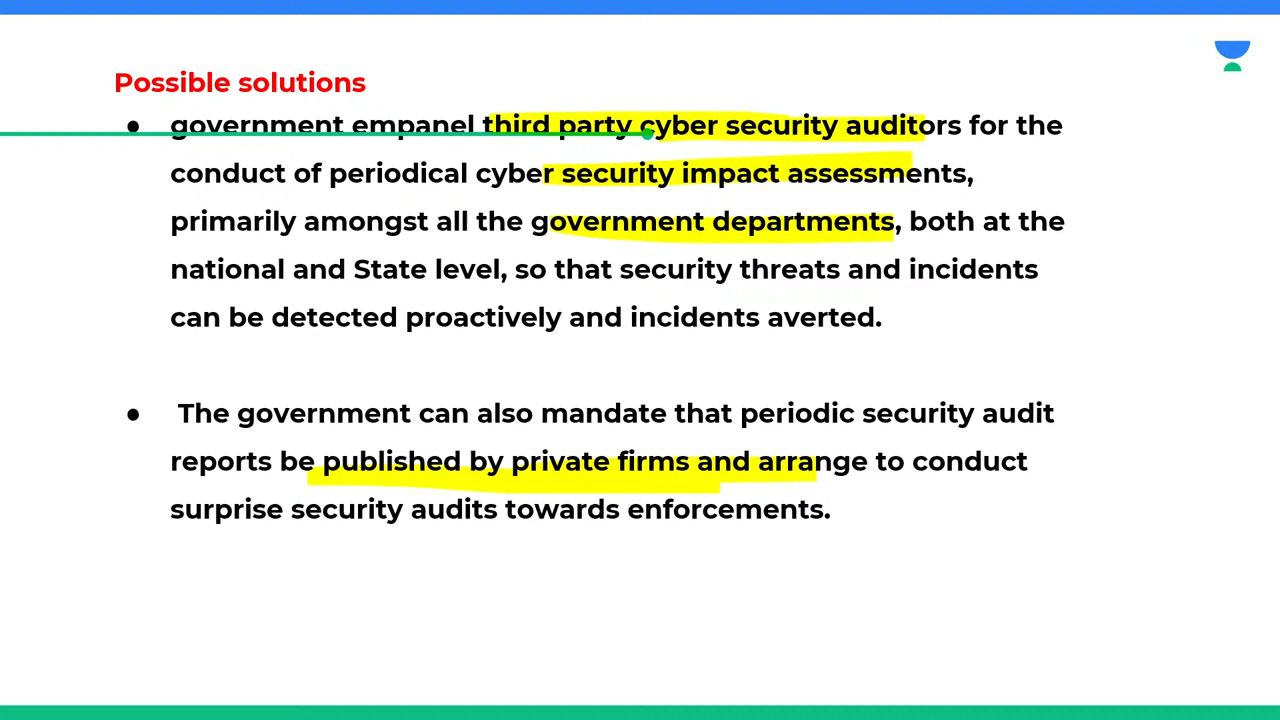 Possible solutions
● government empanel third party cyber security auditors for the
conduct of periodical cyber security impact assessments,
primarily amongst all the government departments, both at the
national and State level, so that security threats and incidents
can be detected proactively and incidents averted.
● The government can also mandate that periodic security audit
reports be published by private firms and arrange to conduct
surprise security audits towards enforcements.